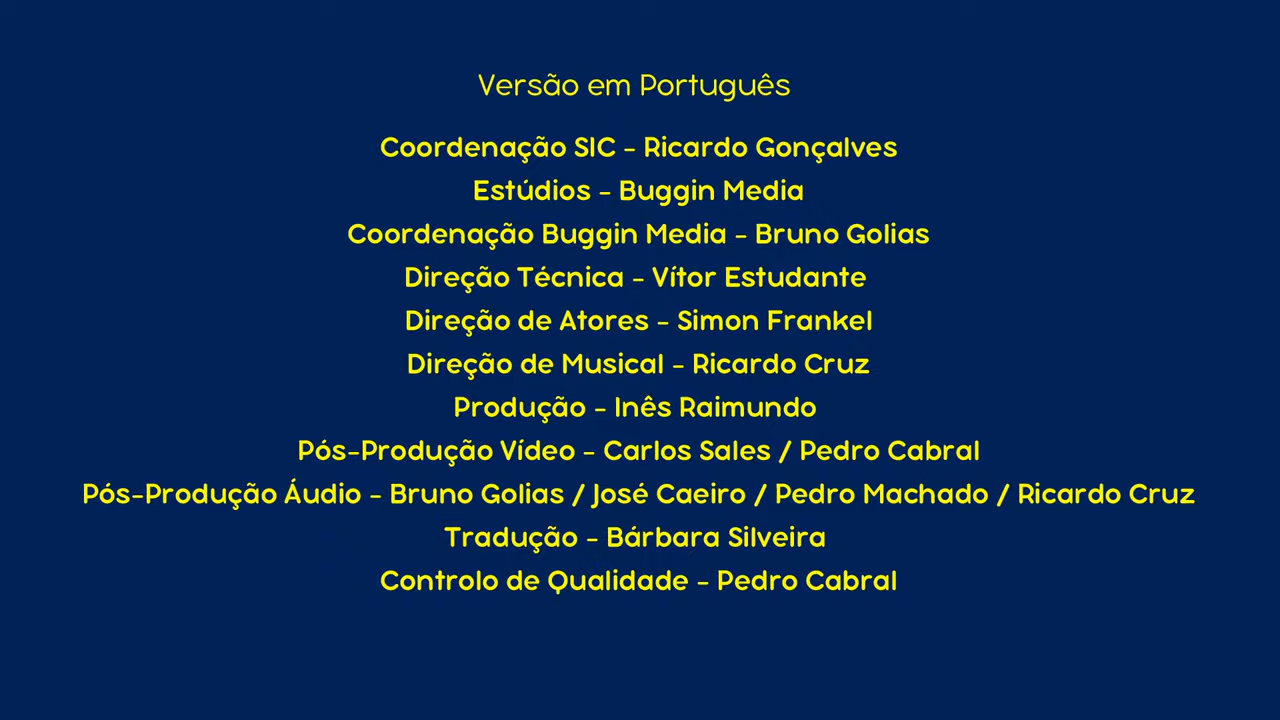 Versão em Português
Coordenação SIC - Ricardo Gonçalves
Estúdios - Buggin Media
Coordenação Buggin Media - Bruno Golias
Direção Técnica - Vítor Estudante
Direção de Atores - Simon Frankel
Direção de Musical - Ricardo Cruz
Produção - Inês Raimundo
Pós-Produção Vídeo - Carlos Sales / Pedro Cabral
Pós-Produção Áudio - Bruno Golias / José Caeiro / Pedro Machado / Ricardo Cruz
Tradução - Bárbara Silveira
Controlo de Qualidade - Pedro Cabral